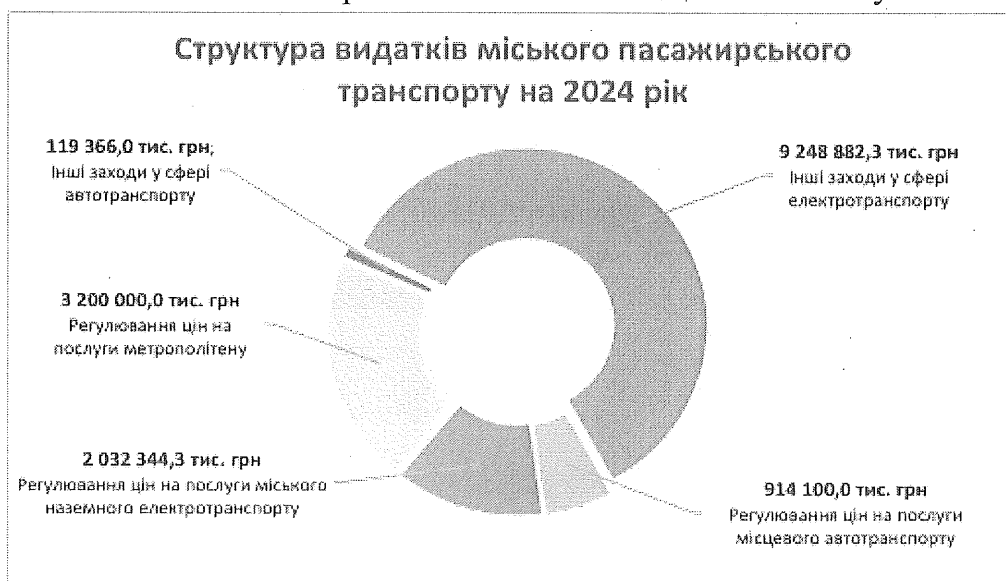 Структура видатків міського пасажирського
транспорту на 2024 рік
119 366,0 тис. грн;
Інші заходи у сфері
автотранспорту
9 248 882,3 тис. грн
Інші заходи у сфері
електротранспорту
3 200 000,0 тис. грн
Регулювання цін на
послуги метрополітену
2 032 344,3 тис. грн
Регулювання цін на послуги міського
наземного електротранспорту
914 100,0 тис. грн
Регулювання цін на послуги
місцевого автотранспорту